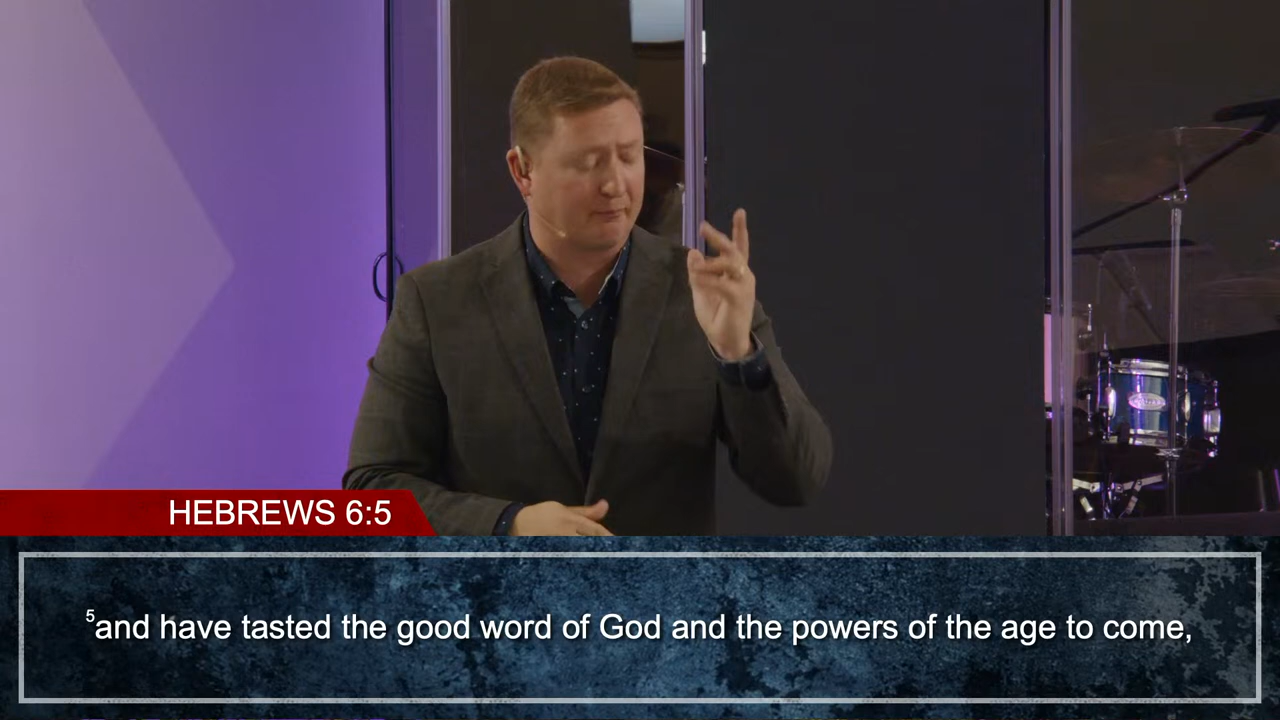 HEBREWS 6:5
⁵and have tasted the good word of God and the powers of the age to come,